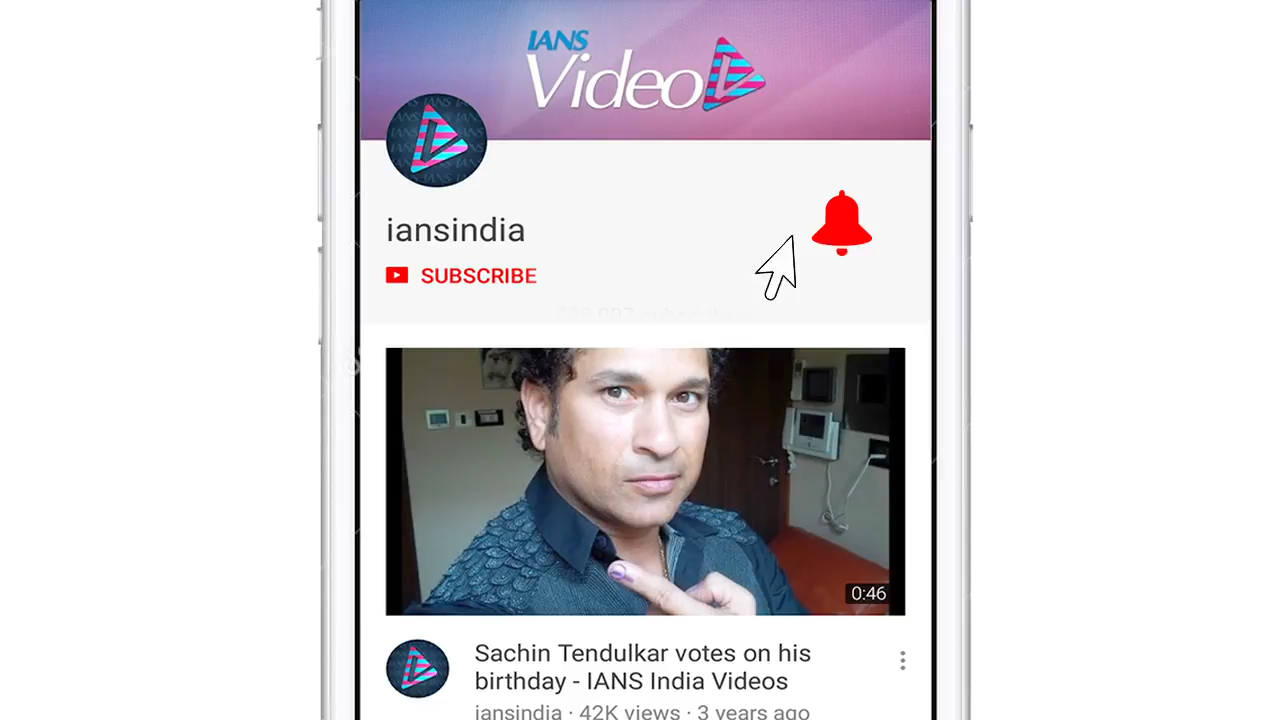 IANS
Video
iansindia
SUBSCRIBE
0:46
Sachin Tendulkar votes on his
birthday - IANS India Videos
iansindia · 42K views · 3 years ago